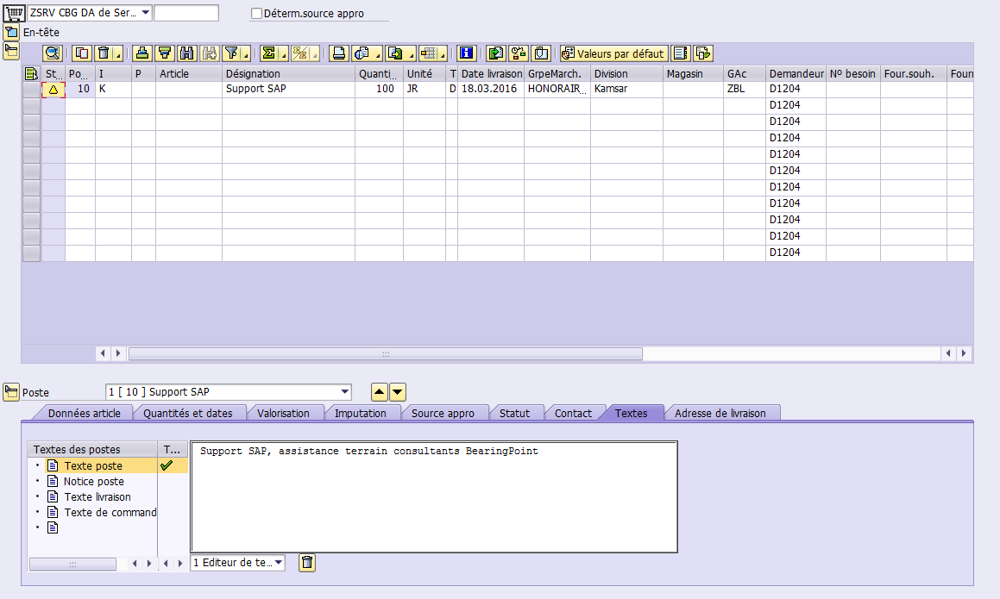 ZSRV CBG DA de Ser... Déterm.source appro
En-tête
Valeurs par défaut
St... Po... I P Article Désignation Quanti... Unité T Date livraison GrpeMarch. Division Magasin GAc Demandeur Nº besoin Four.souh. Fourn
10 K Support SAP 100 JR D 18.03.2016 HONORAIR... Kamsar ZBL D1204
D1204
D1204
D1204
D1204
D1204
D1204
D1204
D1204
D1204
D1204
Poste 1 [ 10 ] Support SAP
Données article Quantités et dates Valorisation Imputation Source appro Statut Contact Textes Adresse de livraison
Textes des postes T...
Support SAP, assistance terrain consultants BearingPoint
Texte poste
Notice poste
Texte livraison
Texte de command
1 Editeur de te...